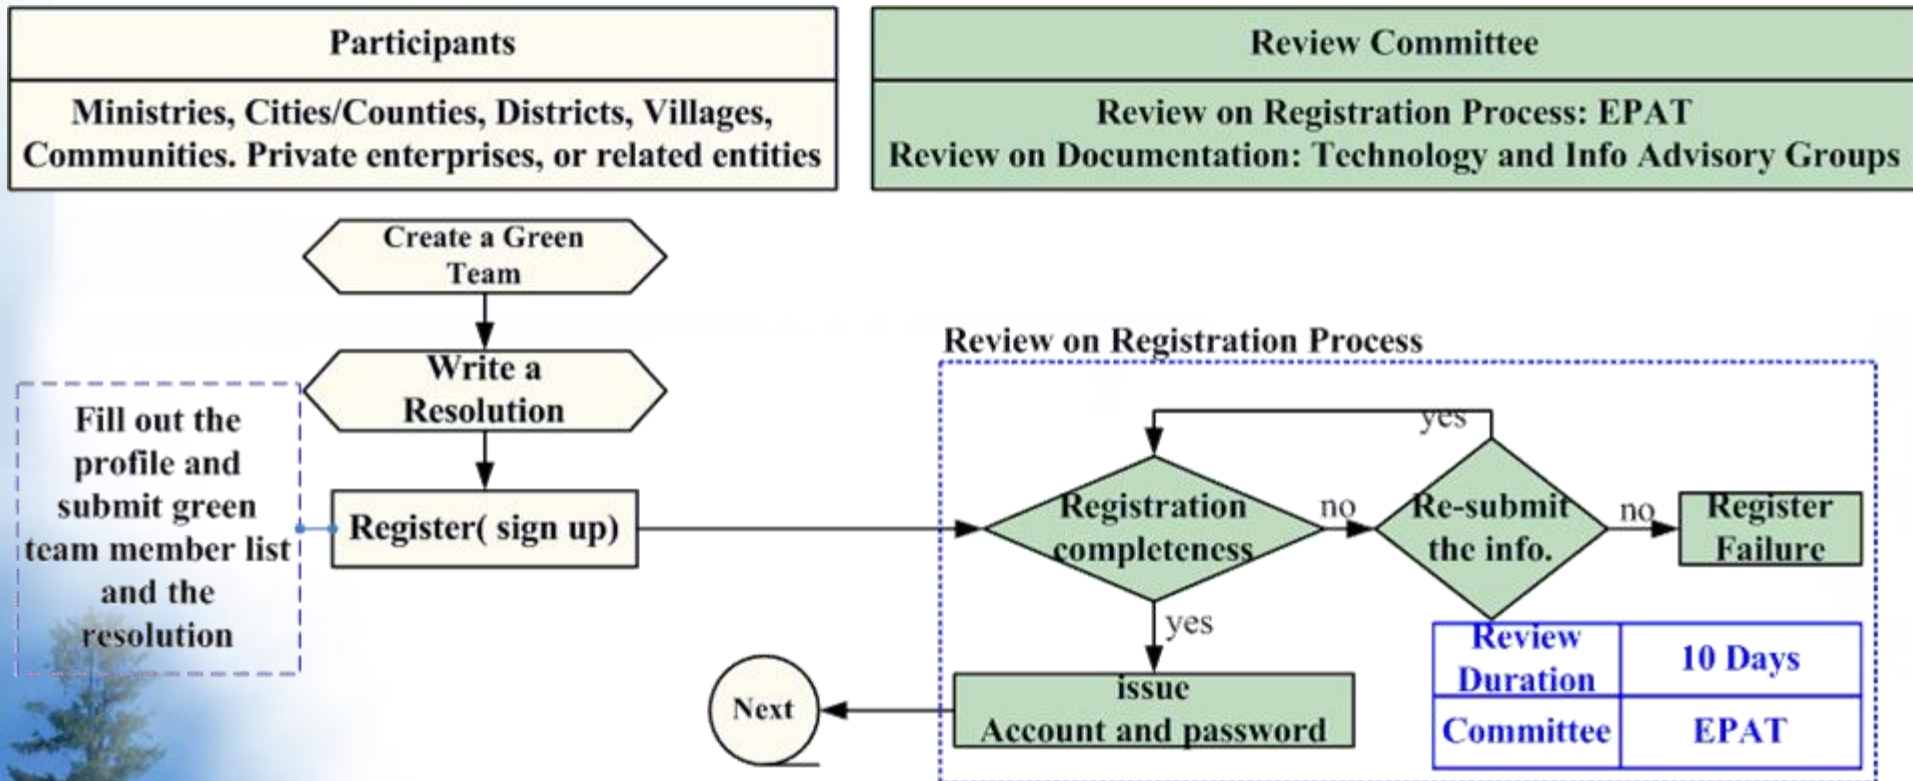 Participants
Ministries, Cities/Counties, Districts, Villages,
Communities. Private enterprises, or related entities
Review Committee
Review on Registration Process: EPAT
Review on Documentation: Technology and Info Advisory Groups
Create a Green
Team
Write a
Resolution
Fill out the
profile and
submit green
team member list
and the
resolution
Register( sign up)
Review on Registration Process
yes
Registration
completeness
no
Re-submit
the info.
no
Register
Failure
yes
issue
Account and password
Next
Review
Duration
10 Days
Committee
EPAT